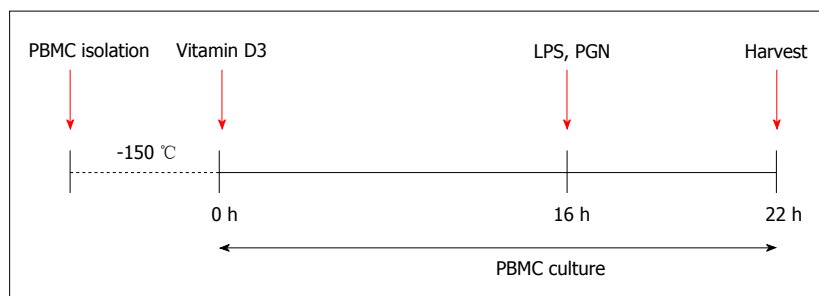 PBMC isolation
Vitamin D3
LPS, PGN
Harvest
-150 ℃
0 h
16 h
22 h
PBMC culture